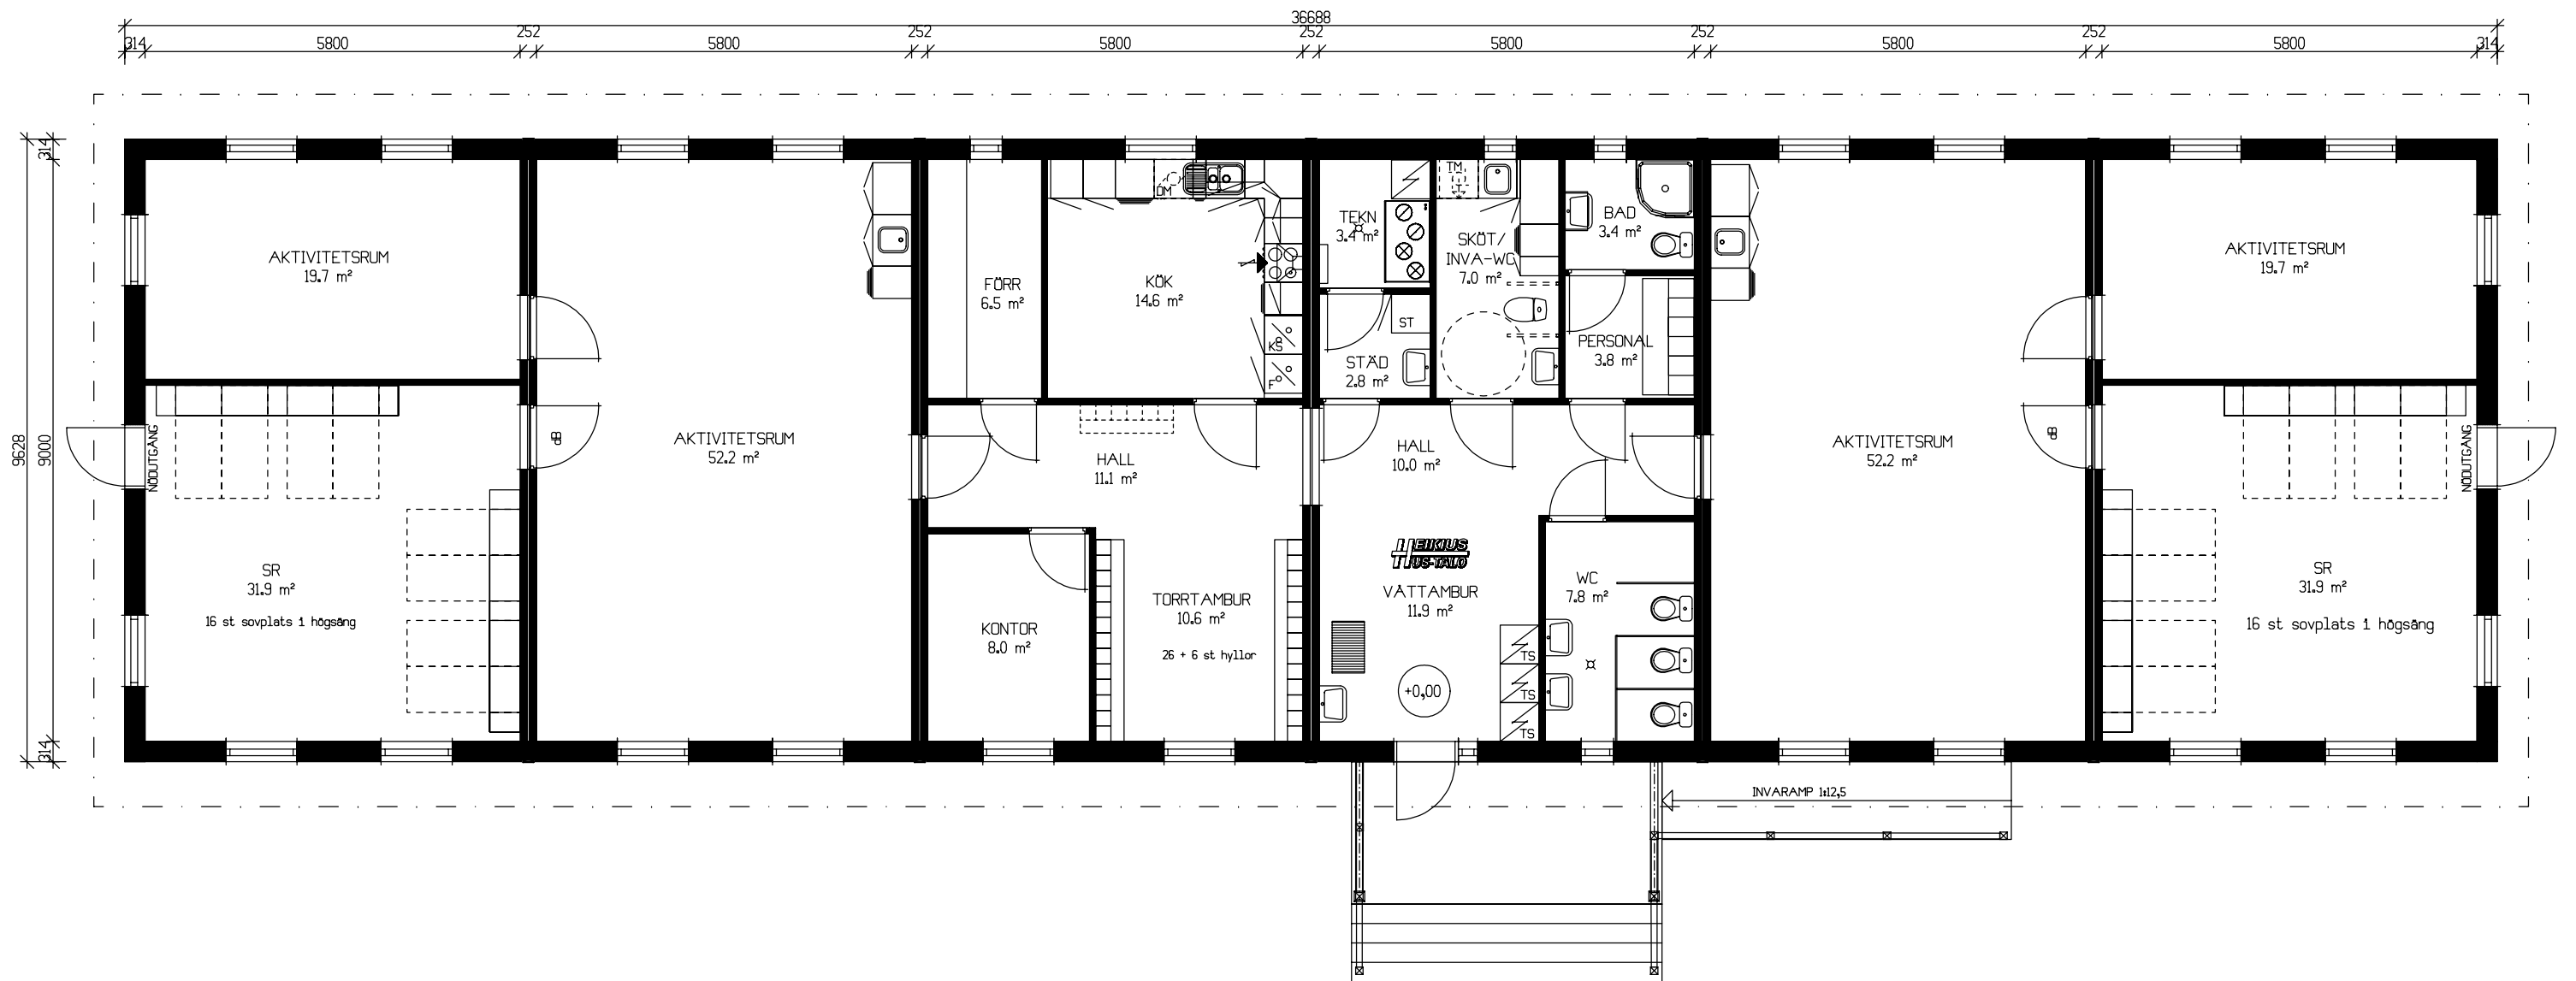 36688
252 252 252 252 252
314 5800 5800 5800 5800 5800 5800 314
314
9628
9000
314
AKTIVITETSRUM
19.7 m²
NÖDUTGÅNG
SR
31.9 m²
16 st sovplats 1 högsäng
AKTIVITETSRUM
52.2 m²
FÖRR
6.5 m²
DM
KÖK
14.6 m²
KS
F
HALL
11.1 m²
KONTOR
8.0 m²
TORRTAMBUR
10.6 m²
26 + 6 st hyllor
TEKN
3.4 m²
ST
STÄD
2.8 m²
TM
T
SKÖT/
INVA-WC
7.0 m²
BAD
3.4 m²
PERSONAL
3.8 m²
HALL
10.0 m²
HEIKIUS
HUS-TALO
VÅTTAMBUR
11.9 m²
+0,00
TS
TS
TS
WC
7.8 m²
AKTIVITETSRUM
52.2 m²
AKTIVITETSRUM
19.7 m²
NÖDUTGÅNG
SR
31.9 m²
16 st sovplats 1 högsäng
INVARAMP 1:12,5